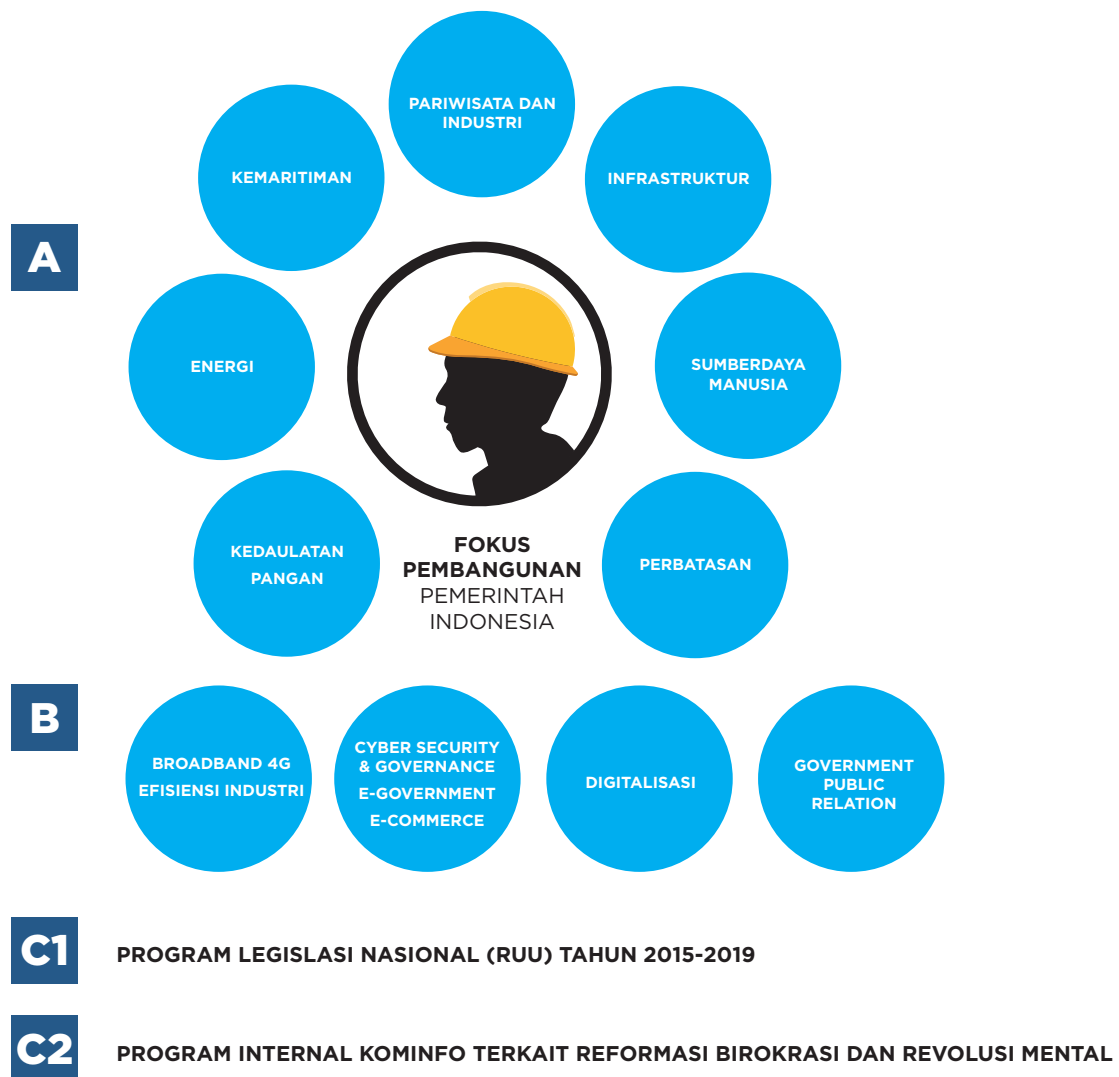 PARIWISATA DAN
INDUSTRI
KEMARITIMAN
INFRASTRUKTUR
A
ENERGI
SUMBERDAYA
MANUSIA
KEDAULATAN
PANGAN
FOKUS
PEMBANGUNAN
PEMERINTAH
INDONESIA
PERBATASAN
B
BROADBAND 4G
EFISIENSI INDUSTRI
CYBER SECURITY
& GOVERNANCE
E-GOVERNMENT
E-COMMERCE
DIGITALISASI
GOVERNMENT
PUBLIC
RELATION
C1
PROGRAM LEGISLASI NASIONAL (RUU) TAHUN 2015-2019
C2
PROGRAM INTERNAL KOMINFO TERKAIT REFORMASI BIROKRASI DAN REVOLUSI MENTAL